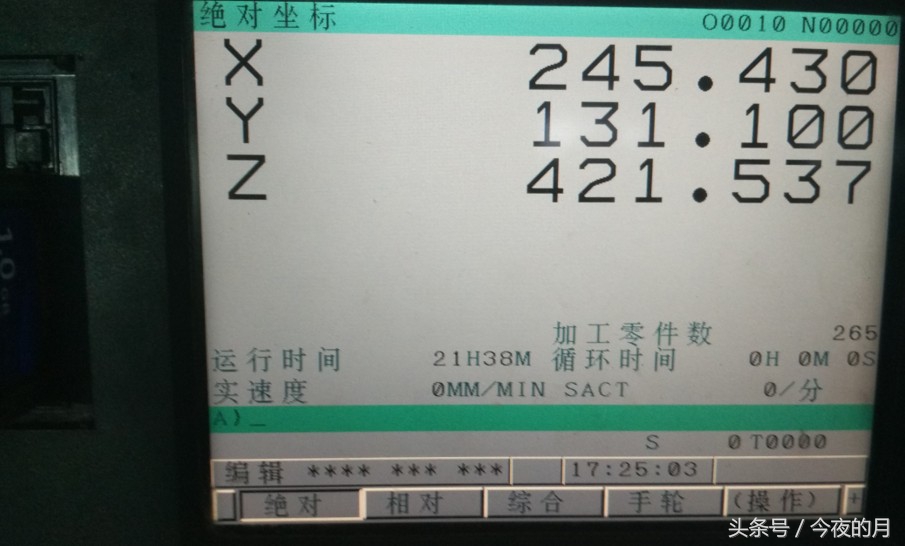 绝对坐标 O0010 N00000
X 245.430
Y 131.100
Z 421.537
加工零件数 265
运行时间 21H38M 循环时间 0H 0M 0S
实速度 0MM/MIN SACT 0/分
A)_
S 0 T0000
编辑 **** *** *** 17:25:03
绝对 相对 综合 手轮 (操作) +
头条号 / 今夜的月